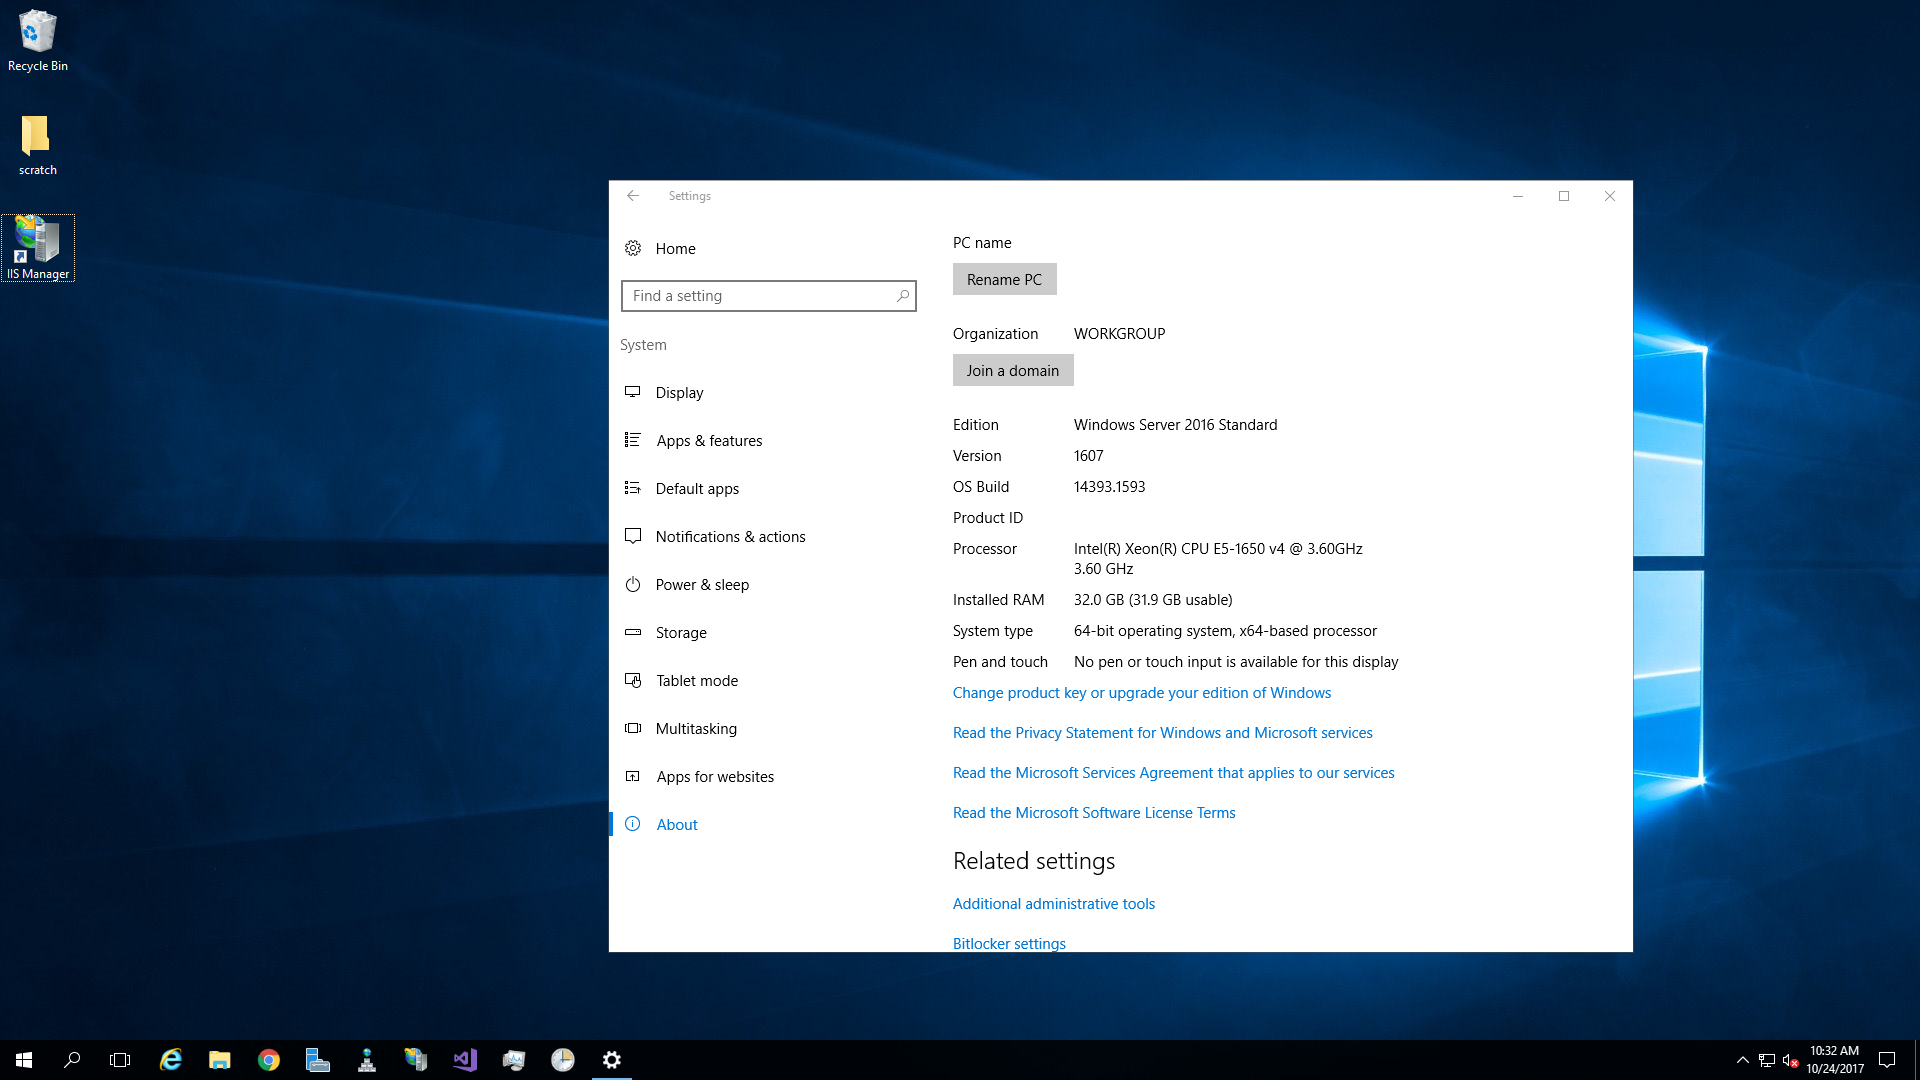 Recycle Bin
scratch
IIS Manager
Settings
Home
Find a setting
System
Display
Apps & features
Default apps
Notifications & actions
Power & sleep
Storage
Tablet mode
Multitasking
Apps for websites
About
PC name
Rename PC
Organization WORKGROUP
Join a domain
Edition Windows Server 2016 Standard
Version 1607
OS Build 14393.1593
Product ID
Processor Intel(R) Xeon(R) CPU E5-1650 v4 @ 3.60GHz
3.60 GHz
Installed RAM 32.0 GB (31.9 GB usable)
System type 64-bit operating system, x64-based processor
Pen and touch No pen or touch input is available for this display
Change product key or upgrade your edition of Windows
Read the Privacy Statement for Windows and Microsoft services
Read the Microsoft Services Agreement that applies to our services
Read the Microsoft Software License Terms
Related settings
Additional administrative tools
Bitlocker settings
10:32 AM
10/24/2017